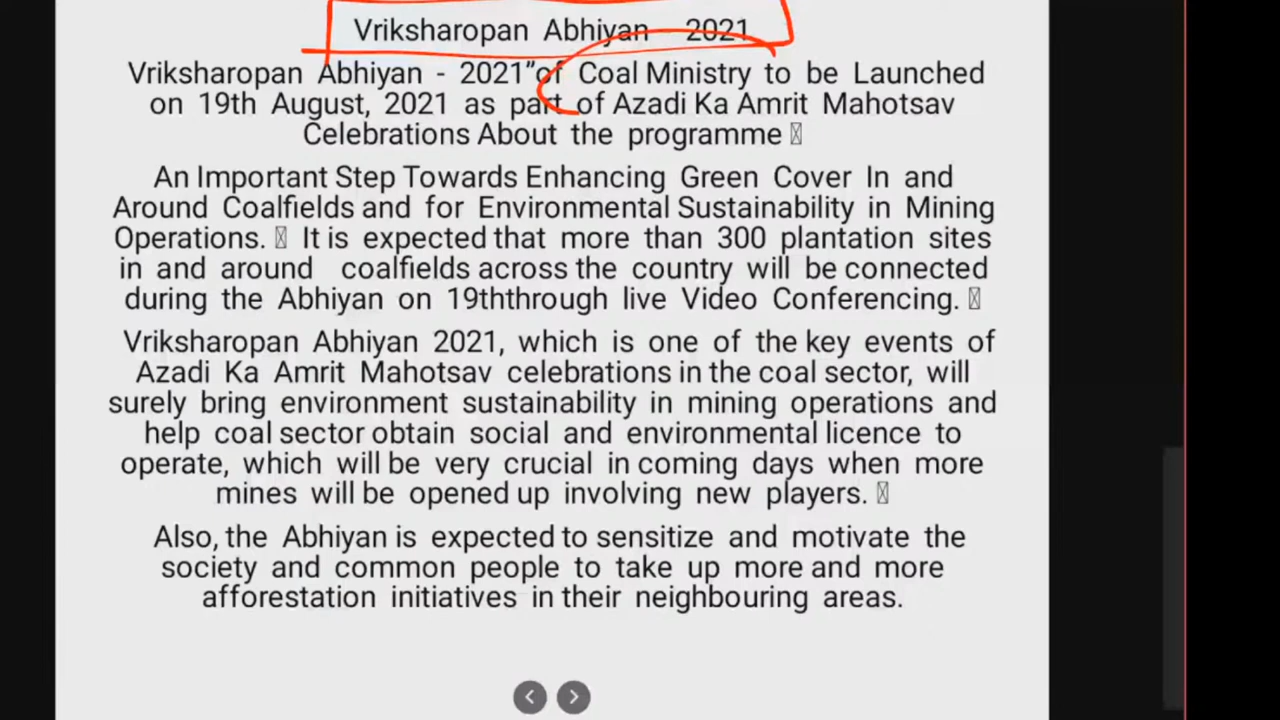 Vriksharopan Abhiyan 2021
Vriksharopan Abhiyan - 2021”of Coal Ministry to be Launched
on 19th August, 2021 as part of Azadi Ka Amrit Mahotsav
Celebrations About the programme
An Important Step Towards Enhancing Green Cover In and
Around Coalfields and for Environmental Sustainability in Mining
Operations. It is expected that more than 300 plantation sites
in and around coalfields across the country will be connected
during the Abhiyan on 19ththrough live Video Conferencing.
Vriksharopan Abhiyan 2021, which is one of the key events of
Azadi Ka Amrit Mahotsav celebrations in the coal sector, will
surely bring environment sustainability in mining operations and
help coal sector obtain social and environmental licence to
operate, which will be very crucial in coming days when more
mines will be opened up involving new players.
Also, the Abhiyan is expected to sensitize and motivate the
society and common people to take up more and more
afforestation initiatives in their neighbouring areas.